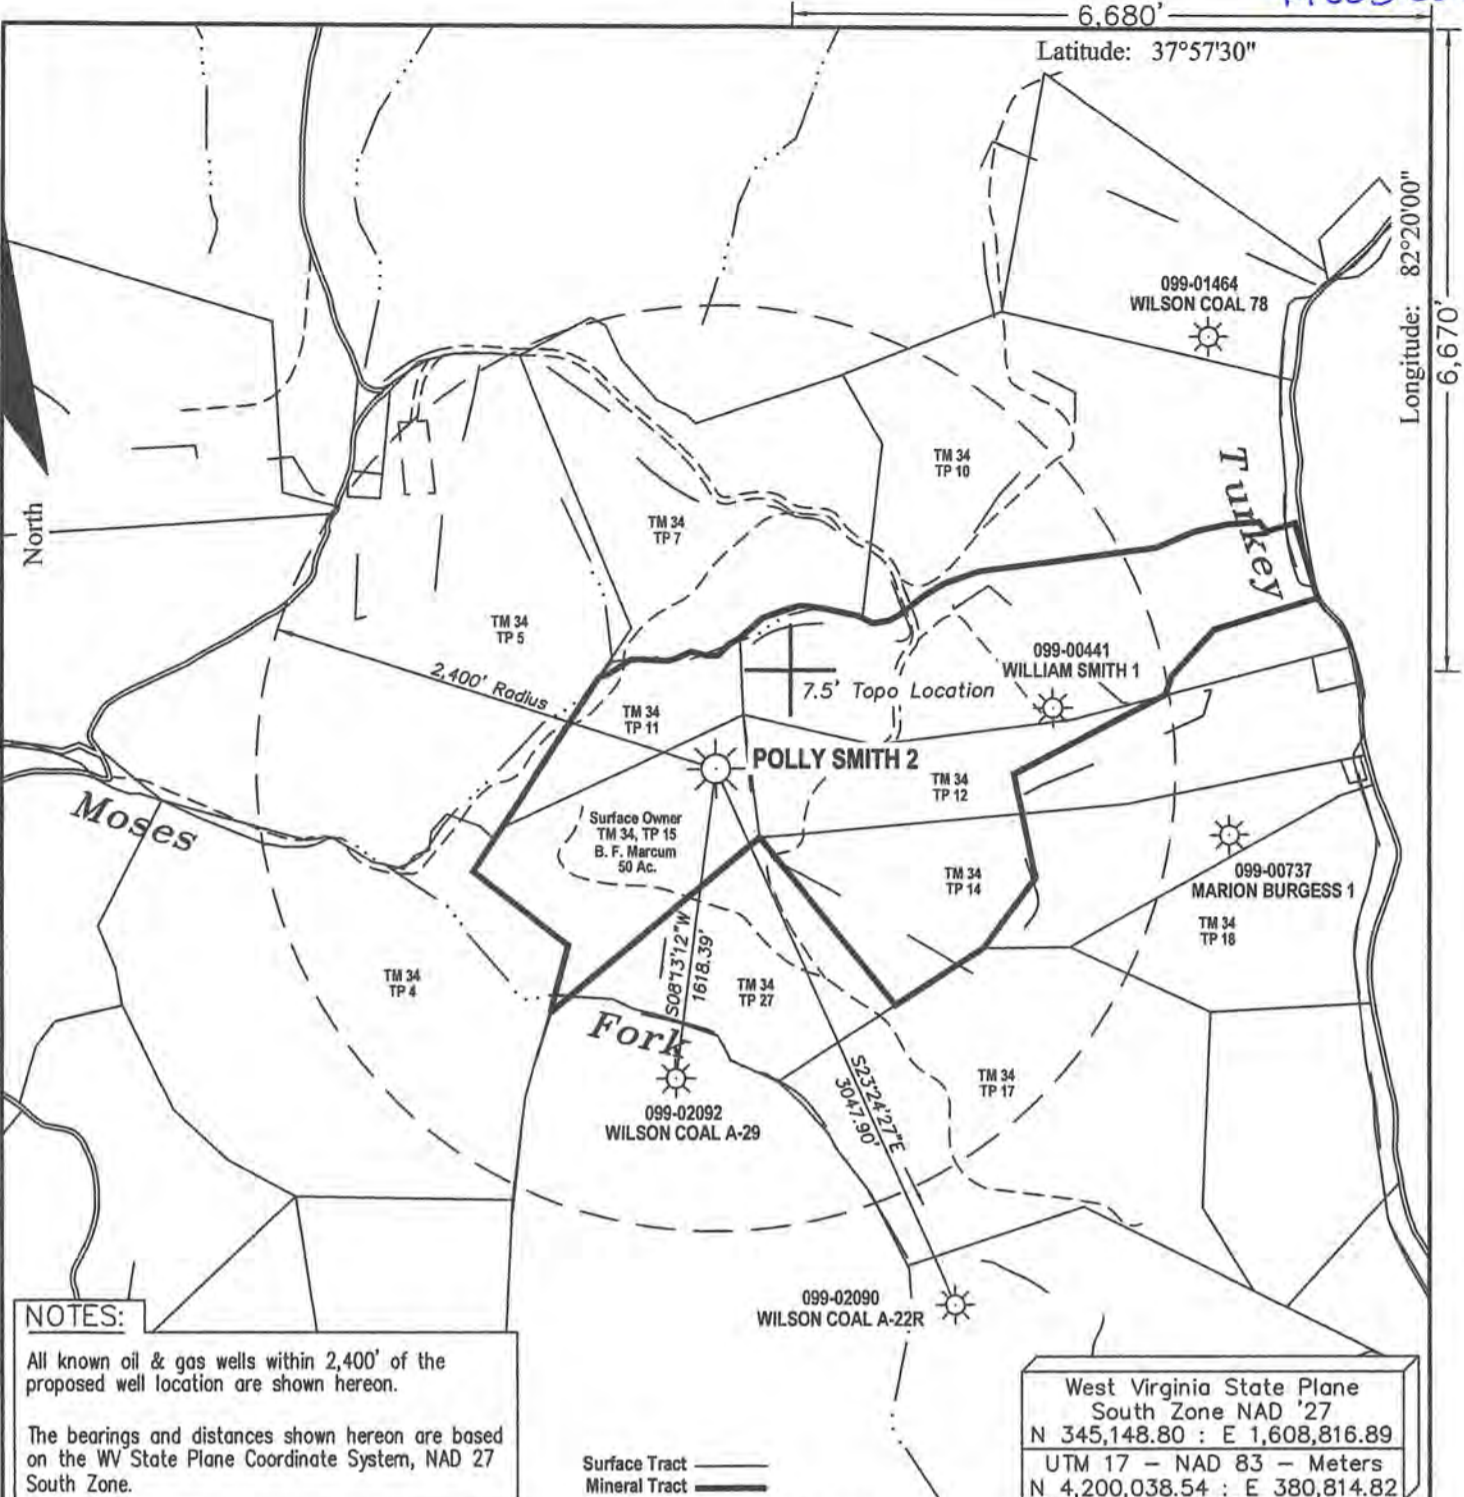 6,680'
Latitude: 37°57'30"
Longitude: 82°20'00"
6,670'
099-01464
WILSON COAL 78
North
TM 34
TP 10
Turkey
TM 34
TP 7
TM 34
TP 5
2,400' Radius
099-00441
WILLIAM SMITH 1
7.5' Topo Location
TM 34
TP 11
POLLY SMITH 2
TM 34
TP 12
Moses
Surface Owner
TM 34, TP 15
B. F. Marcum
50 Ac.
TM 34
TP 14
099-00737
MARION BURGESS 1
TM 34
TP 18
TM 34
TP 4
S08°13'12"W
1618.39'
TM 34
TP 27
Fork
S23°24'27"E
3047.90'
TM 34
TP 17
099-02092
WILSON COAL A-29
099-02090
WILSON COAL A-22R
NOTES:
All known oil & gas wells within 2,400' of the
proposed well location are shown hereon.
The bearings and distances shown hereon are based
on the WV State Plane Coordinate System, NAD 27
South Zone.
Surface Tract
Mineral Tract
West Virginia State Plane
South Zone NAD '27
N 345,148.80 : E 1,608,816.89
UTM 17 - NAD 83 - Meters
N 4,200,038.54 : E 380,814.82